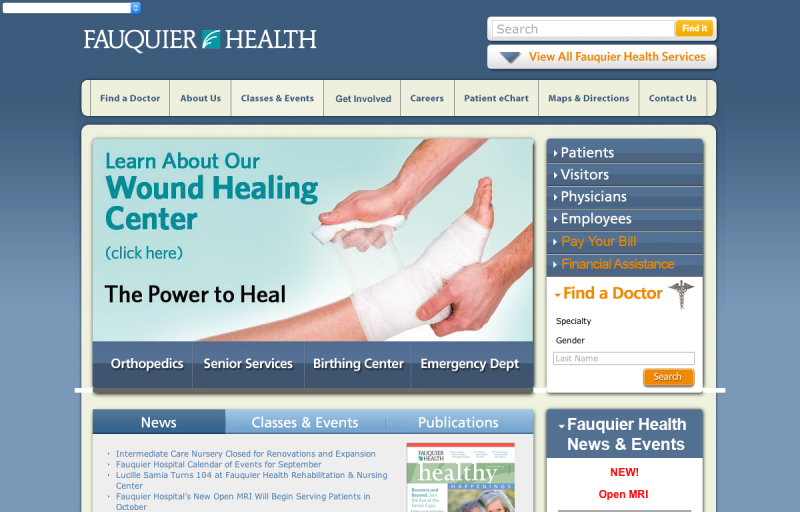 FAUQUIER HEALTH
Search
Find it
View All Fauquier Health Services
Find a Doctor
About Us
Classes & Events
Get Involved
Careers
Patient eChart
Maps & Directions
Contact Us
Learn About Our
Wound Healing
Center
(click here)
The Power to Heal
Orthopedics
Senior Services
Birthing Center
Emergency Dept
Patients
Visitors
Physicians
Employees
Pay Your Bill
Financial Assistance
Find a Doctor
Specialty
Gender
Last Name
Search
News
Classes & Events
Publications
Intermediate Care Nursery Closed for Renovations and Expansion
Fauquier Hospital Calendar of Events for September
Lucille Samia Turns 104 at Fauquier Health Rehabilitation & Nursing
Center
Fauquier Hospital's New Open MRI Will Begin Serving Patients in
October
FAUQUIER
HEALTH
healthy
HAPPENINGS
Fauquier Health
News & Events
NEW!
Open MRI